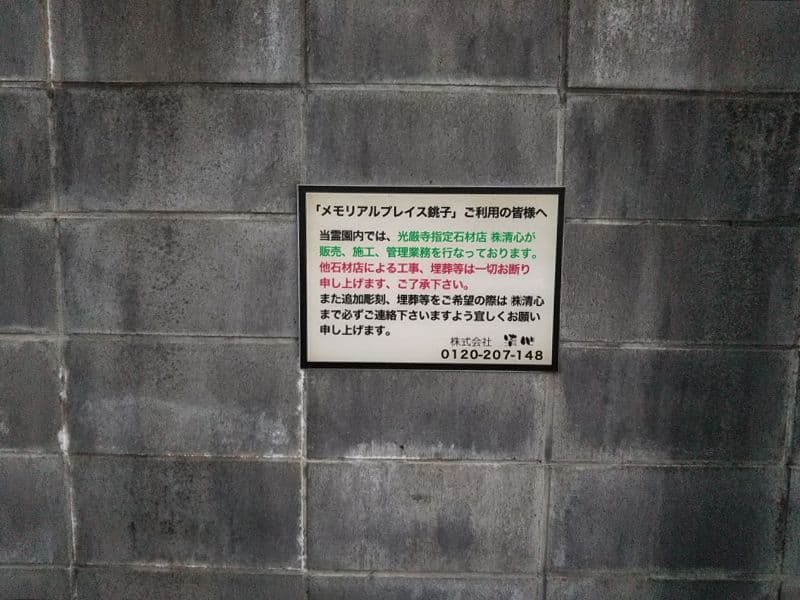 「メモリアルプレイス銚子」ご利用の皆様へ
当霊園内では、光厳寺指定石材店 ㈱清心が
販売、施工、管理業務を行なっております。
他石材店による工事、埋葬等は一切お断り
申し上げます、ご了承下さい。
また追加彫刻、埋葬等をご希望の際は ㈱清心
まで必ずご連絡下さいますよう宜しくお願い
申し上げます。
株式会社 清心
0120-207-148